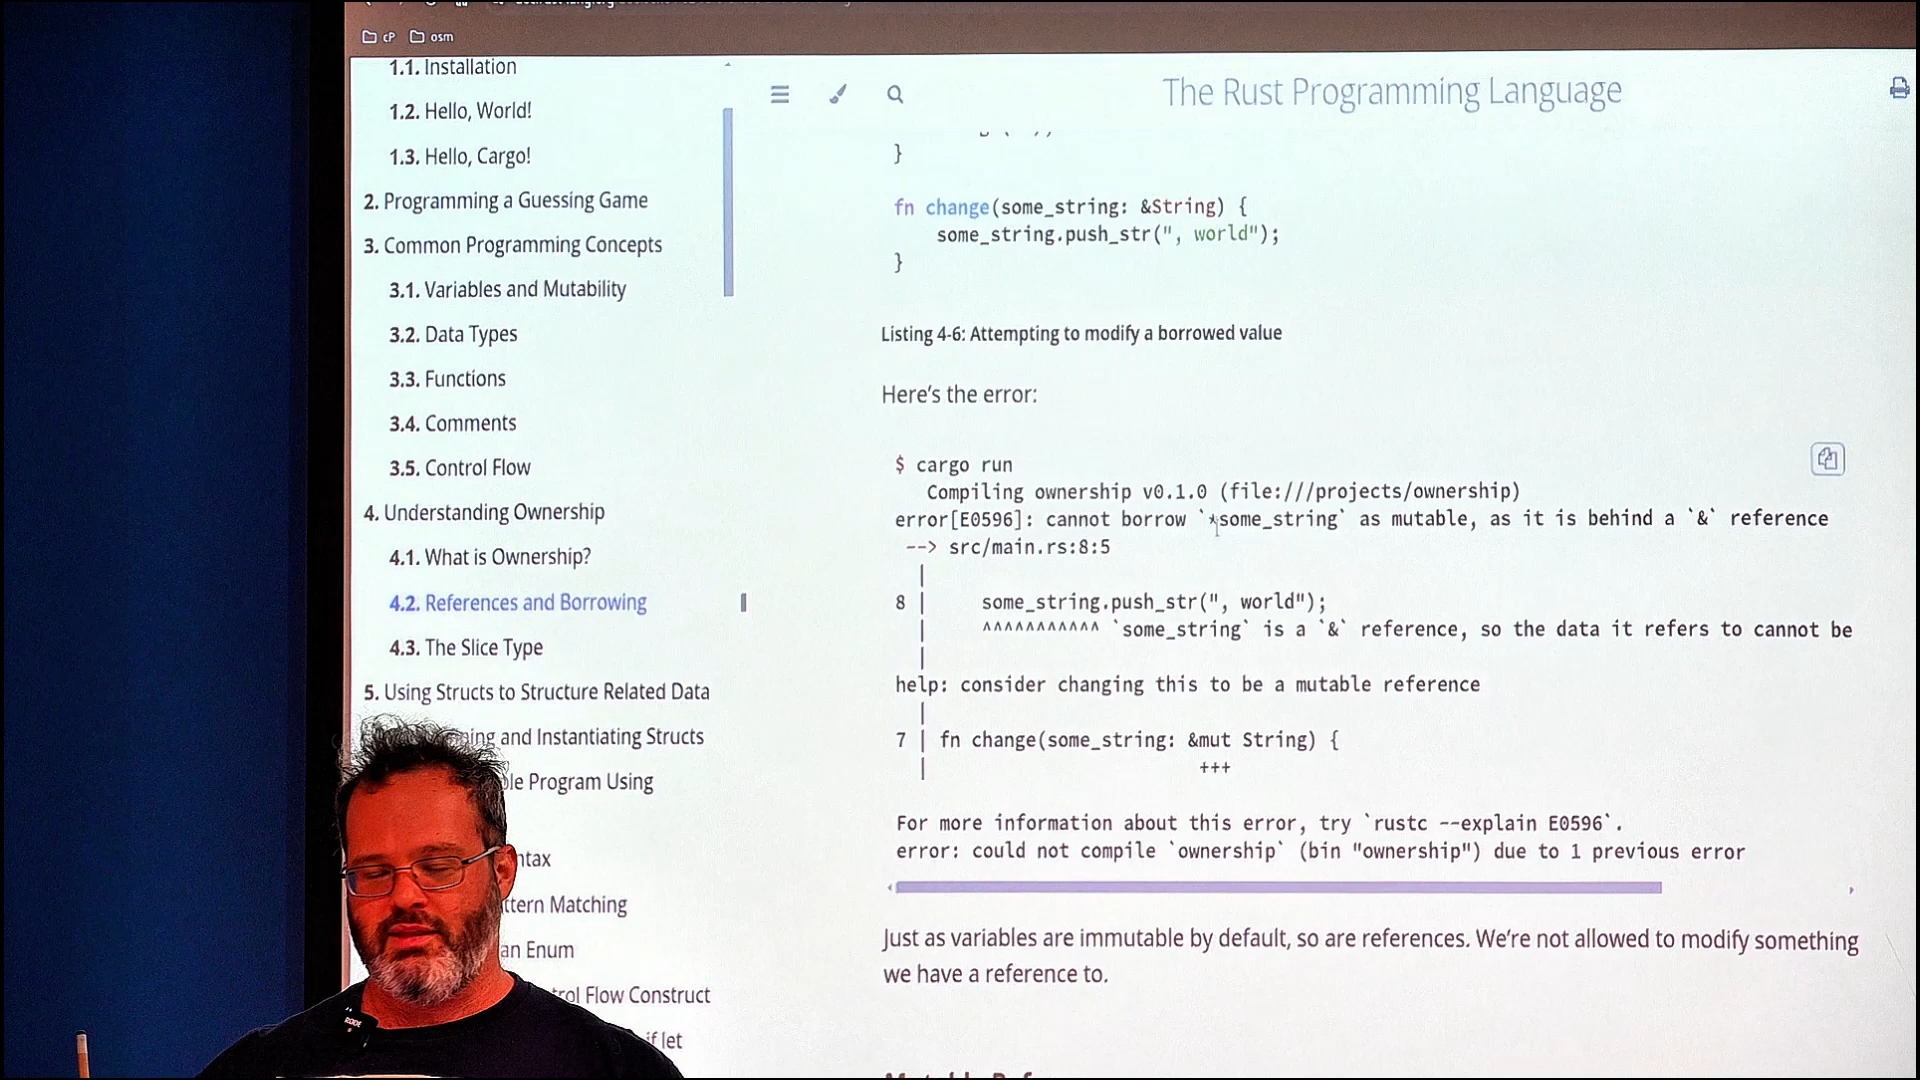 cP osm
1.1. Installation
1.2. Hello, World!
1.3. Hello, Cargo!
2. Programming a Guessing Game
3. Common Programming Concepts
3.1. Variables and Mutability
3.2. Data Types
3.3. Functions
3.4. Comments
3.5. Control Flow
4. Understanding Ownership
4.1. What is Ownership?
4.2. References and Borrowing
4.3. The Slice Type
5. Using Structs to Structure Related Data
and Instantiating Structs
Program Using
an Enum
Flow Construct
if let
RODE
The Rust Programming Language
}
fn change(some_string: &String) {
some_string.push_str(", world");
}
Listing 4-6: Attempting to modify a borrowed value
Here’s the error:
$ cargo run
Compiling ownership v0.1.0 (file:///projects/ownership)
error[E0596]: cannot borrow `*some_string` as mutable, as it is behind a `&` reference
--> src/main.rs:8:5
|
8 | some_string.push_str(", world");
| ^^^^^^^^^^^ `some_string` is a `&` reference, so the data it refers to cannot be
|
help: consider changing this to be a mutable reference
|
7 | fn change(some_string: &mut String) {
| +++
For more information about this error, try `rustc --explain E0596`.
error: could not compile `ownership` (bin "ownership") due to 1 previous error
Just as variables are immutable by default, so are references. We’re not allowed to modify something
we have a reference to.